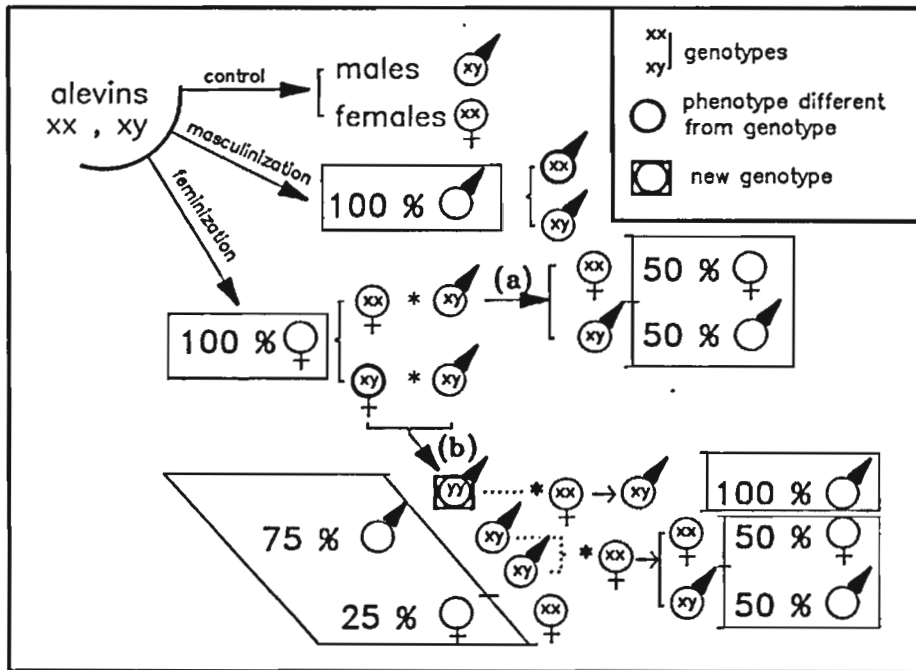 alevins
xx , xy
control
males xy
females xx
masculinization
100 %
xx
xy
feminization
100 %
xx * xy
(a)
xx 50 %
xy 50 %
xy * xy
(b)
yy * xx xy 100 %
75 %
xy
xy
* xx
xx 50 %
xy 50 %
25 %
xx
xx
xy
genotypes
phenotype different
from genotype
new genotype